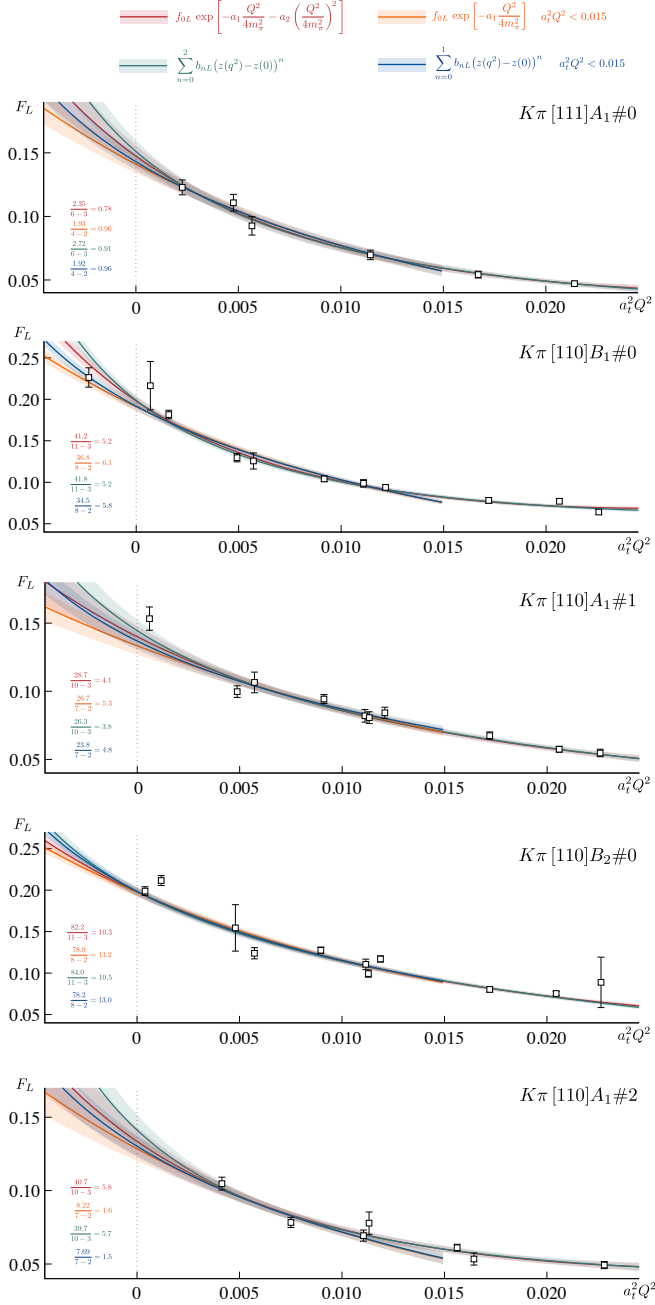 f_{0L} exp[−a_1 Q^2/4m_π^2 − a_2 (Q^2/4m_π^2)^2]    f_{0L} exp[−a_1 Q^2/4m_π^2]  a_t^2Q^2 < 0.015
∑_{n=0}^{2} b_{nL}(z(q^2)−z(0))^n    ∑_{n=0}^{1} b_{nL}(z(q^2)−z(0))^n  a_t^2Q^2 < 0.015
F_L
Kπ [111]A_1#0
0.15
0.10
0.05
2.35/(6−3) = 0.78
1.93/(4−2) = 0.96
2.72/(6−3) = 0.91
1.92/(4−2) = 0.96
0 0.005 0.010 0.015 0.020 a_t^2Q^2
F_L
Kπ [110]B_1#0
0.25
0.20
0.15
0.10
0.05
41.2/(11−3) = 5.2
36.8/(8−2) = 6.1
41.8/(11−3) = 5.2
34.5/(8−2) = 5.8
0 0.005 0.010 0.015 0.020 a_t^2Q^2
F_L
Kπ [110]A_1#1
0.15
0.10
0.05
28.7/(10−3) = 4.1
26.7/(7−2) = 5.3
26.3/(10−3) = 3.8
23.8/(7−2) = 4.8
0 0.005 0.010 0.015 0.020 a_t^2Q^2
F_L
Kπ [110]B_2#0
0.25
0.20
0.15
0.10
0.05
82.2/(11−3) = 10.3
78.9/(8−2) = 13.2
84.0/(11−3) = 10.5
78.2/(8−2) = 13.0
0 0.005 0.010 0.015 0.020 a_t^2Q^2
F_L
Kπ [110]A_1#2
0.15
0.10
0.05
40.7/(10−3) = 5.8
8.22/(7−2) = 1.6
39.7/(10−3) = 5.7
7.69/(7−2) = 1.5
0 0.005 0.010 0.015 0.020 a_t^2Q^2